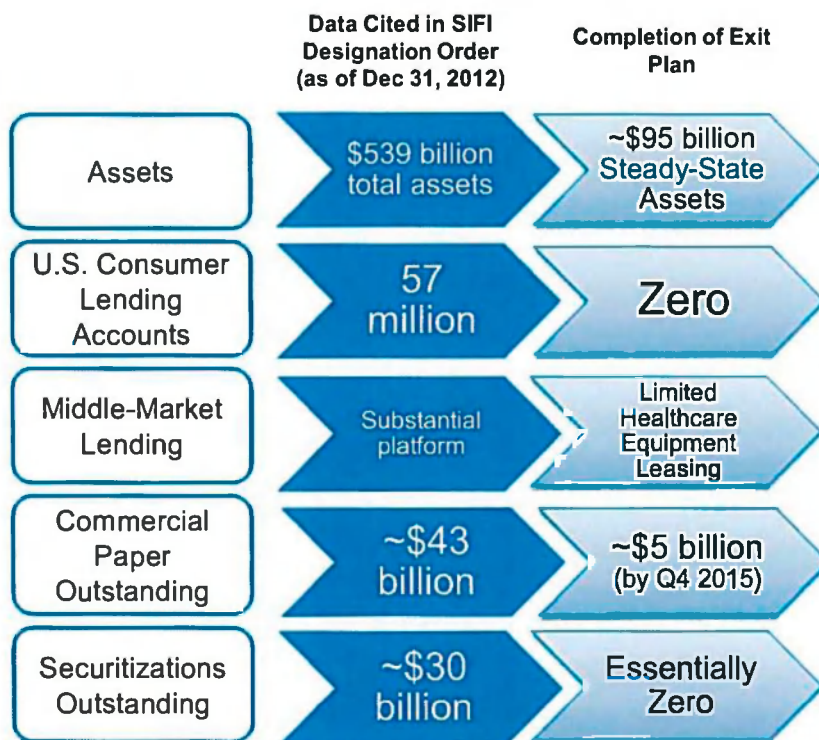 Data Cited in SIFI
Designation Order
(as of Dec 31, 2012)
Completion of Exit
Plan
Assets
$539 billion
total assets
~$95 billion
Steady-State
Assets
U.S. Consumer
Lending
Accounts
57
million
Zero
Middle-Market
Lending
Substantial
platform
Limited
Healthcare
Equipment
Leasing
Commercial
Paper
Outstanding
~$43
billion
~$5 billion
(by Q4 2015)
Securitizations
Outstanding
~$30
billion
Essentially
Zero